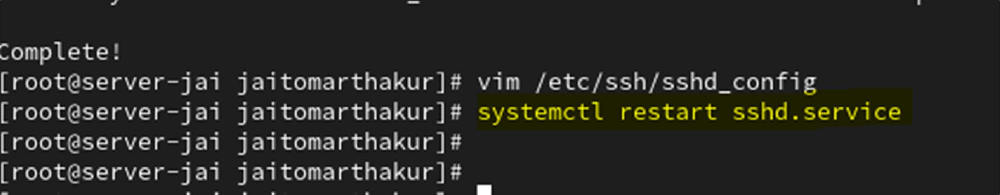 Complete!
[root@server-jai jaitomarthakur]# vim /etc/ssh/sshd_config
[root@server-jai jaitomarthakur]# systemctl restart sshd.service
[root@server-jai jaitomarthakur]#
[root@server-jai jaitomarthakur]#